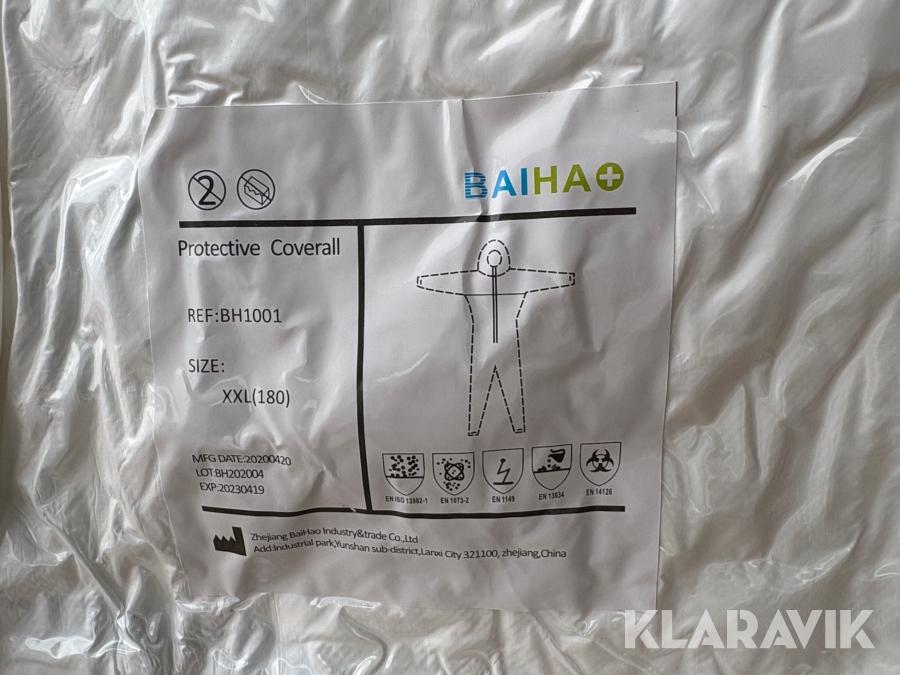 2
BAIHAO
Protective Coverall
REF:BH1001
SIZE:
XXL(180)
MFG DATE:20200420
LOT:BH202004
EXP:20230419
EN ISO 13982-1
EN 1073-2
EN 1149
EN 13034
EN 14126
Zhejiang BaiHao Industry&trade Co.,Ltd
Add:Industrial park,Yunshan sub-district,Lanxi City 321100, zhejiang,China
KLARAVIK